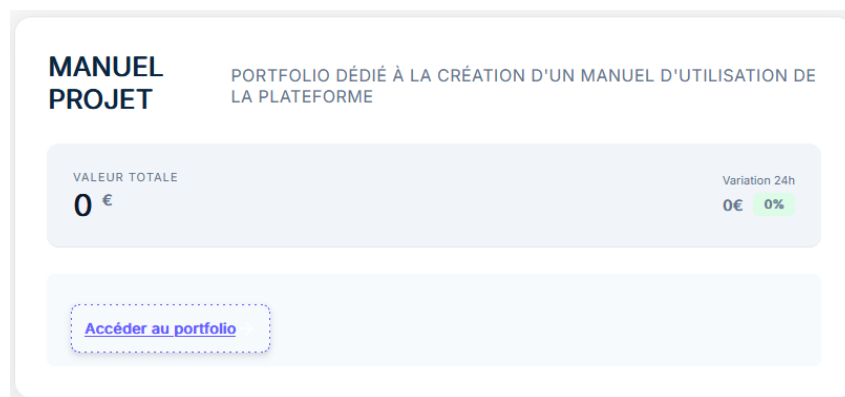 MANUEL
PROJET
PORTFOLIO DÉDIÉ À LA CRÉATION D'UN MANUEL D'UTILISATION DE
LA PLATEFORME
VALEUR TOTALE
0 €
Variation 24h
0€ 0%
Accéder au portfolio